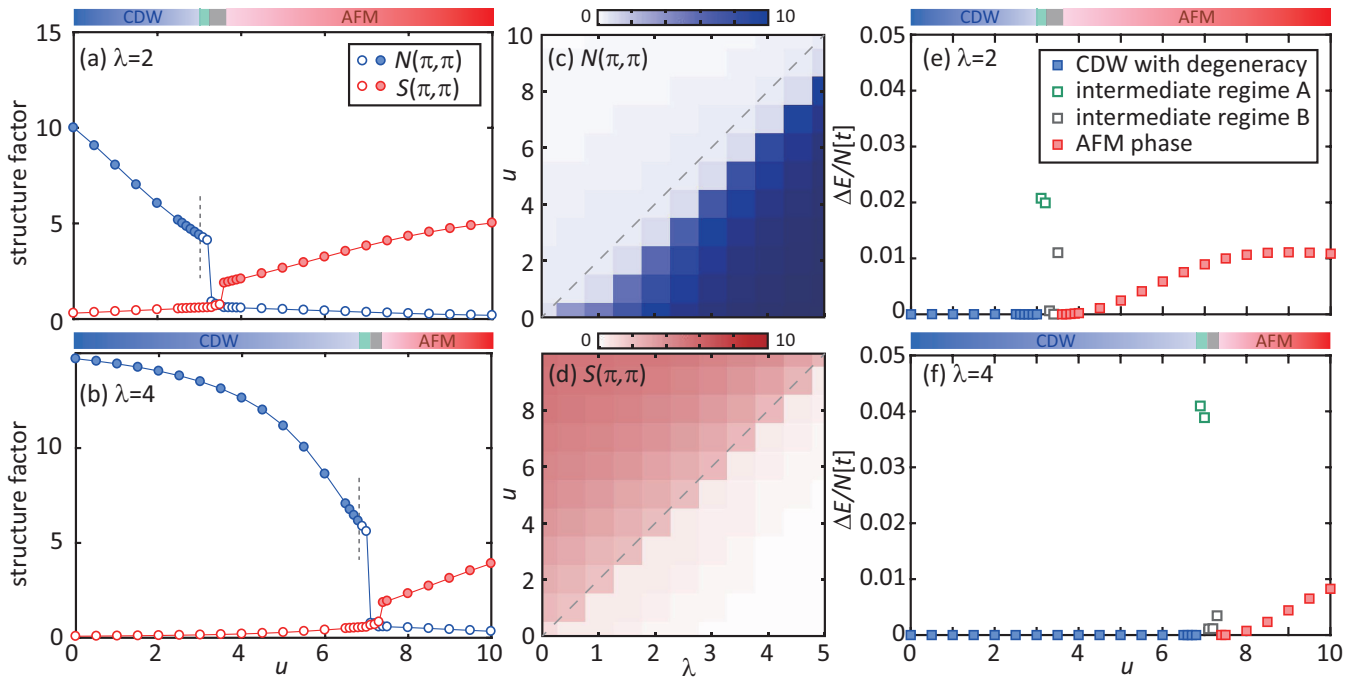 CDW AFM
15 10 5 0
structure factor
(a) λ=2
N(π,π)
S(π,π)
CDW AFM
10 5 0
structure factor
(b) λ=4
0 2 4 6 8 10
u
0 10
(c) N(π,π)
10 8 6 4 2 0
u
0 10
(d) S(π,π)
8 6 4 2 0
u
0 1 2 3 4 5
λ
CDW AFM
(e) λ=2
CDW with degeneracy
intermediate regime A
intermediate regime B
AFM phase
0.05 0.04 0.03 0.02 0.01 0
ΔE/N[t]
CDW AFM
(f) λ=4
0.05 0.04 0.03 0.02 0.01 0
ΔE/N[t]
0 2 4 6 8 10
u